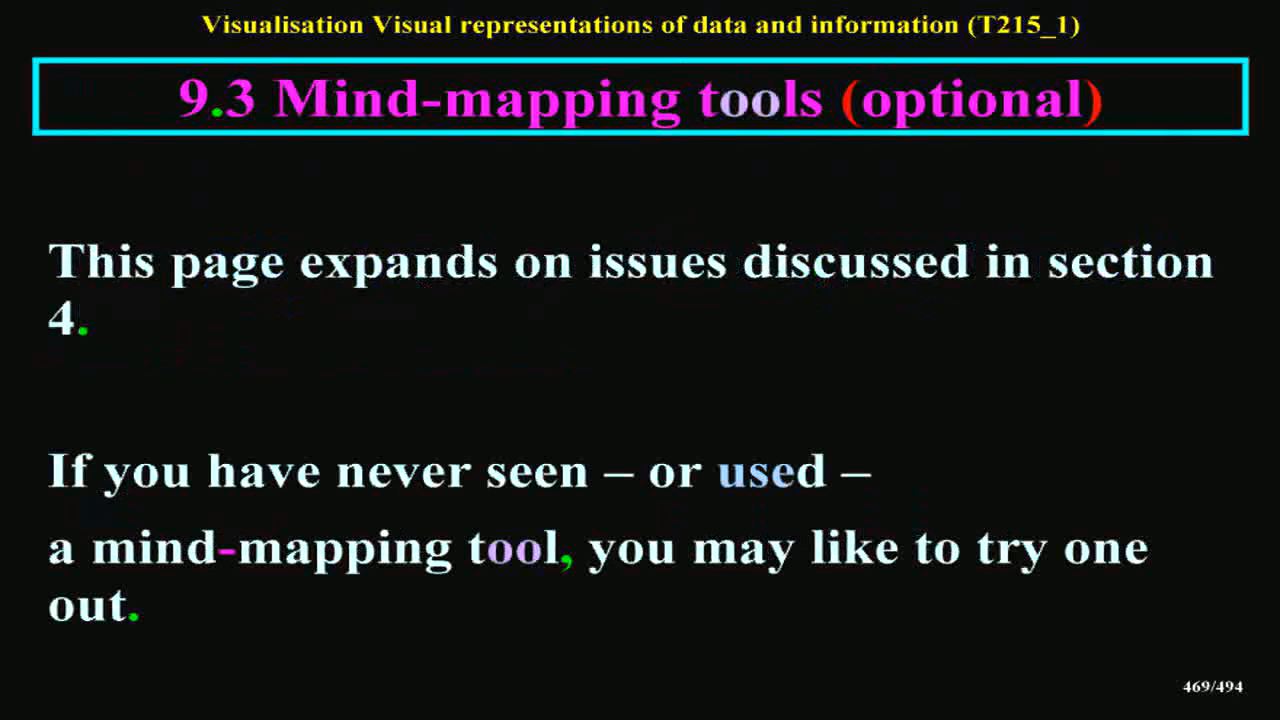 Visualisation Visual representations of data and information (T215_1)
9.3 Mind-mapping tools (optional)
This page expands on issues discussed in section
4.
If you have never seen – or used –
a mind-mapping tool, you may like to try one
out.
469/494